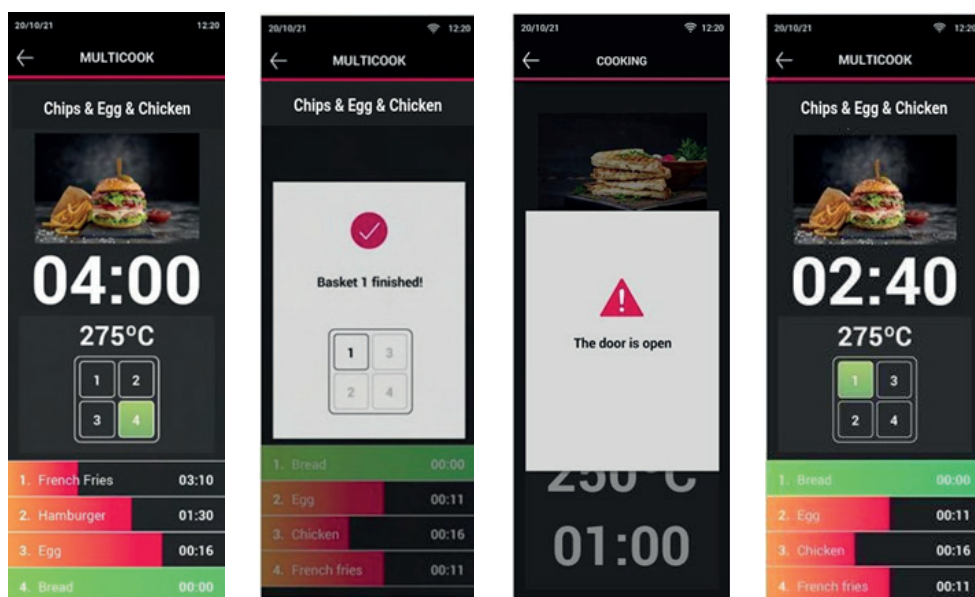 20/10/21 12:20
← MULTICOOK
Chips & Egg & Chicken
04:00
275ºC
1 2
3 4
1. French Fries 03:10
2. Hamburger 01:30
3. Egg 00:16
4. Bread 00:00
20/10/21 12:20
← MULTICOOK
Chips & Egg & Chicken
Basket 1 finished!
1 3
2 4
1. Bread 00:00
2. Egg 00:11
3. Chicken 00:16
4. French fries 00:11
20/10/21 12:20
← COOKING
The door is open
250ºC
01:00
20/10/21 12:20
← MULTICOOK
Chips & Egg & Chicken
02:40
275ºC
1 3
2 4
1. Bread 00:00
2. Egg 00:11
3. Chicken 00:16
4. French fries 00:11